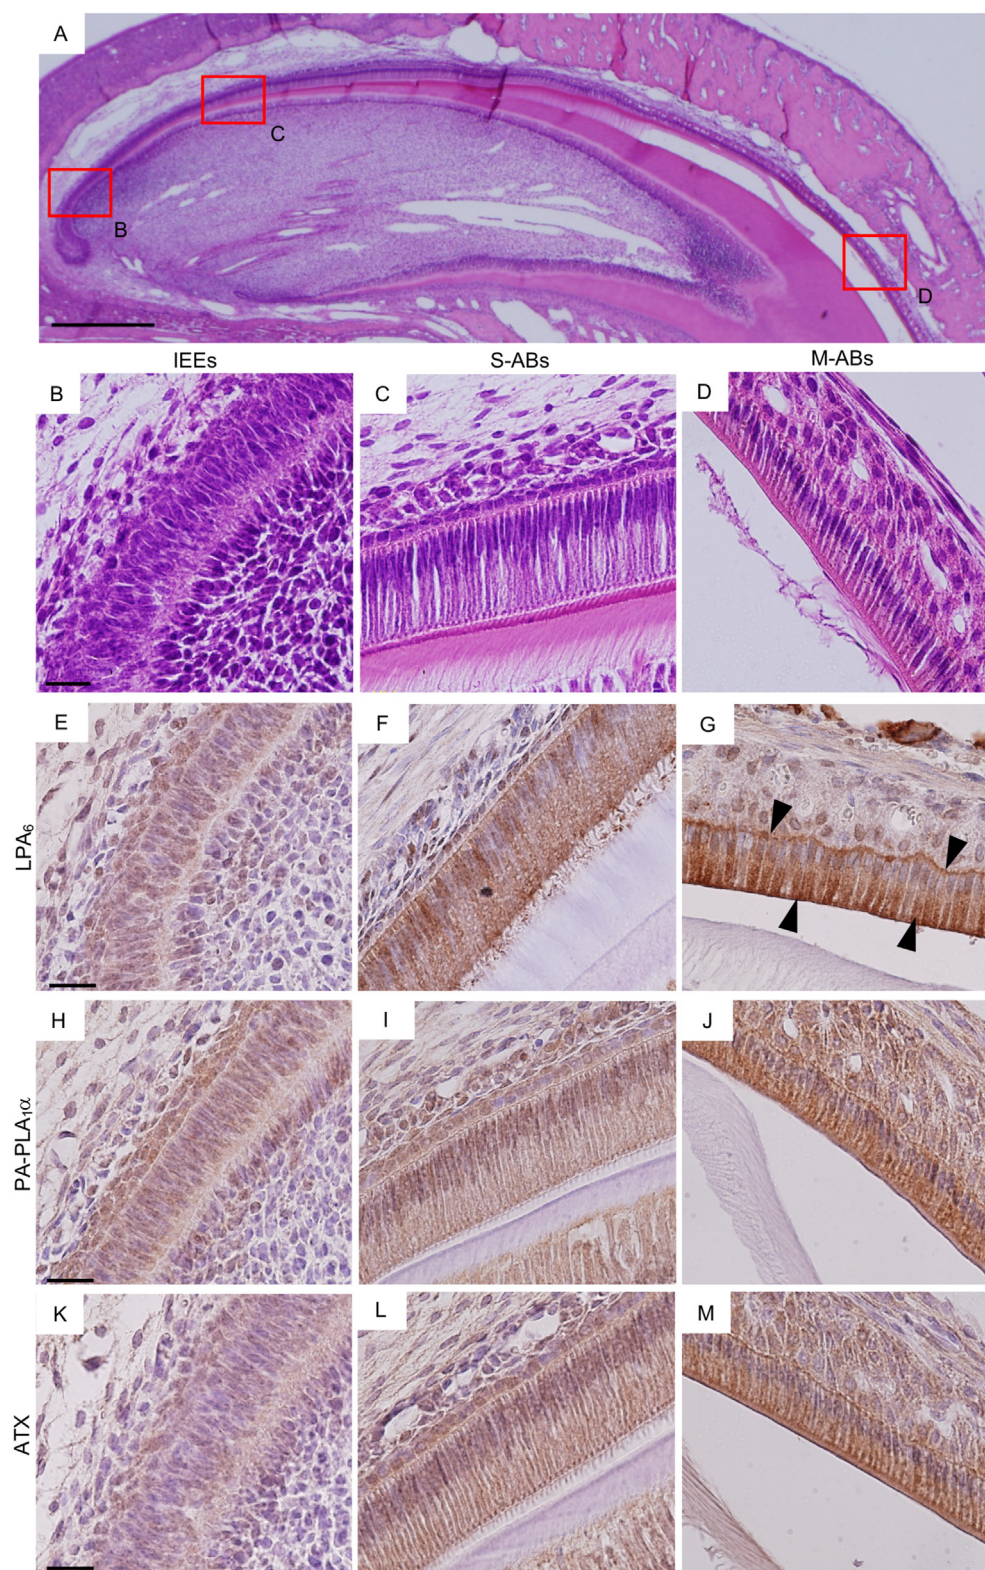 A
C
B
D
IEEs S-ABs M-ABs
B C D
LPA₆
E F G
PA-PLA₁α
H I J
ATX
K L M